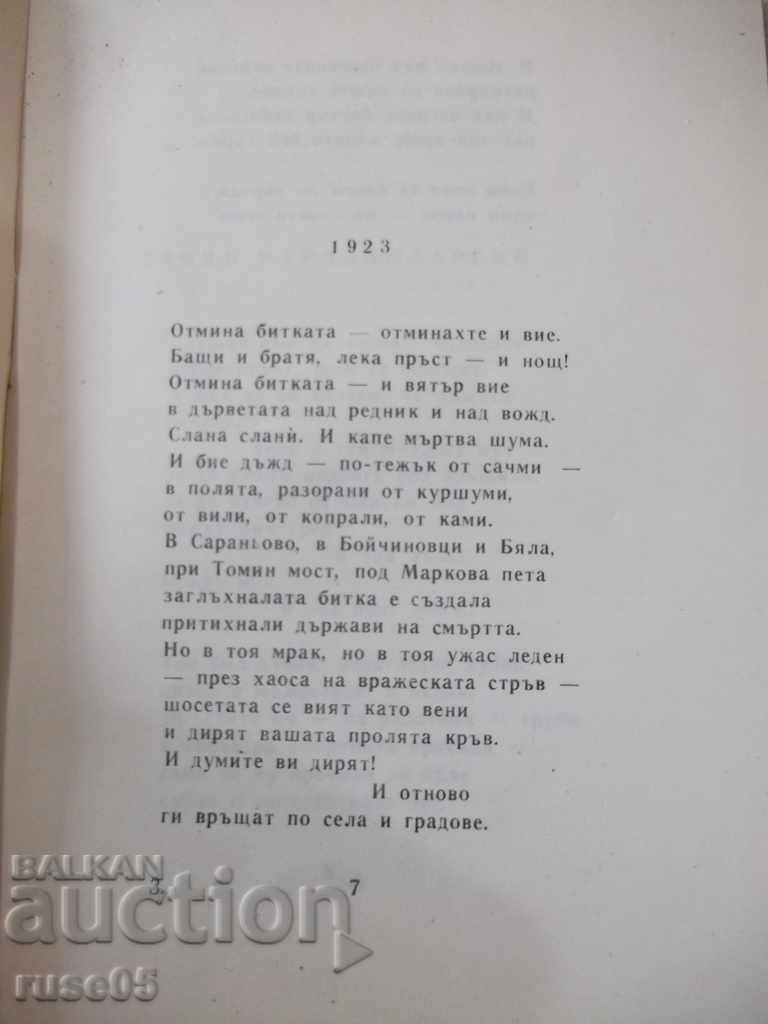 1923
Отмина битката — отминахте и вие.
Бащи и братя, лека пръст — и нощ!
Отмина битката — и вятър вие
в дърветата над редник и над вожд.
Слана сланѝ. И капе мъртва шума.
И бие дъжд — по-тежък от сачми —
в полята, разорани от куршуми,
от вили, от копрали, от ками.
В Сараньово, в Бойчиновци и Бяла,
при Томин мост, под Маркова пета
заглъхналата битка е създала
притихнали държави на смъртта.
Но в тоя мрак, но в тоя ужас леден
— през хаоса на вражеската стръв —
шосетата се вият като вени
и дирят вашата пролята кръв.
И думите ви дирят!
И отново
ги връщат по села и градове.
3
7
BALKAN
auction
ruse05